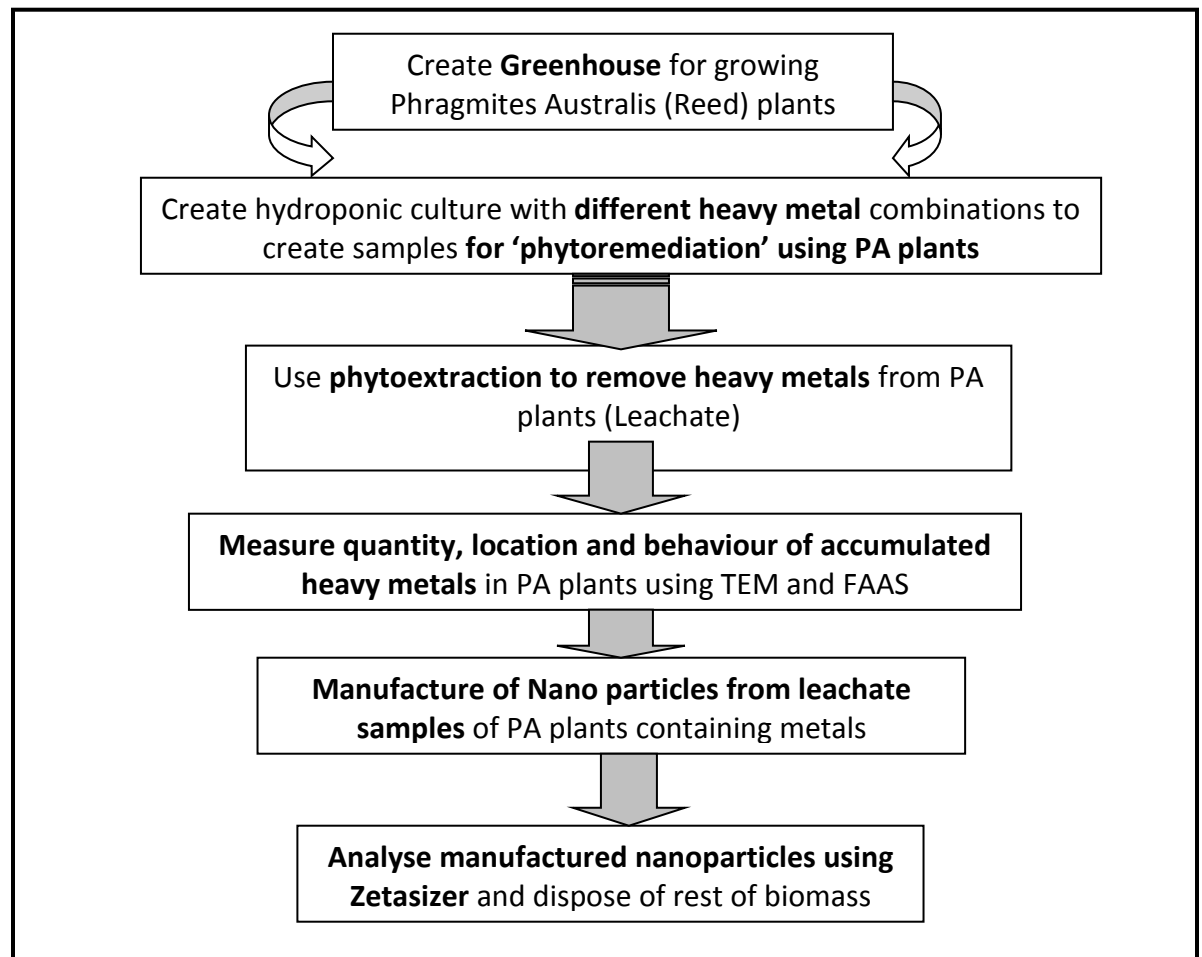 Create Greenhouse for growing
Phragmites Australis (Reed) plants
Create hydroponic culture with different heavy metal combinations to
create samples for ‘phytoremediation’ using PA plants
Use phytoextraction to remove heavy metals from PA
plants (Leachate)
Measure quantity, location and behaviour of accumulated
heavy metals in PA plants using TEM and FAAS
Manufacture of Nano particles from leachate
samples of PA plants containing metals
Analyse manufactured nanoparticles using
Zetasizer and dispose of rest of biomass